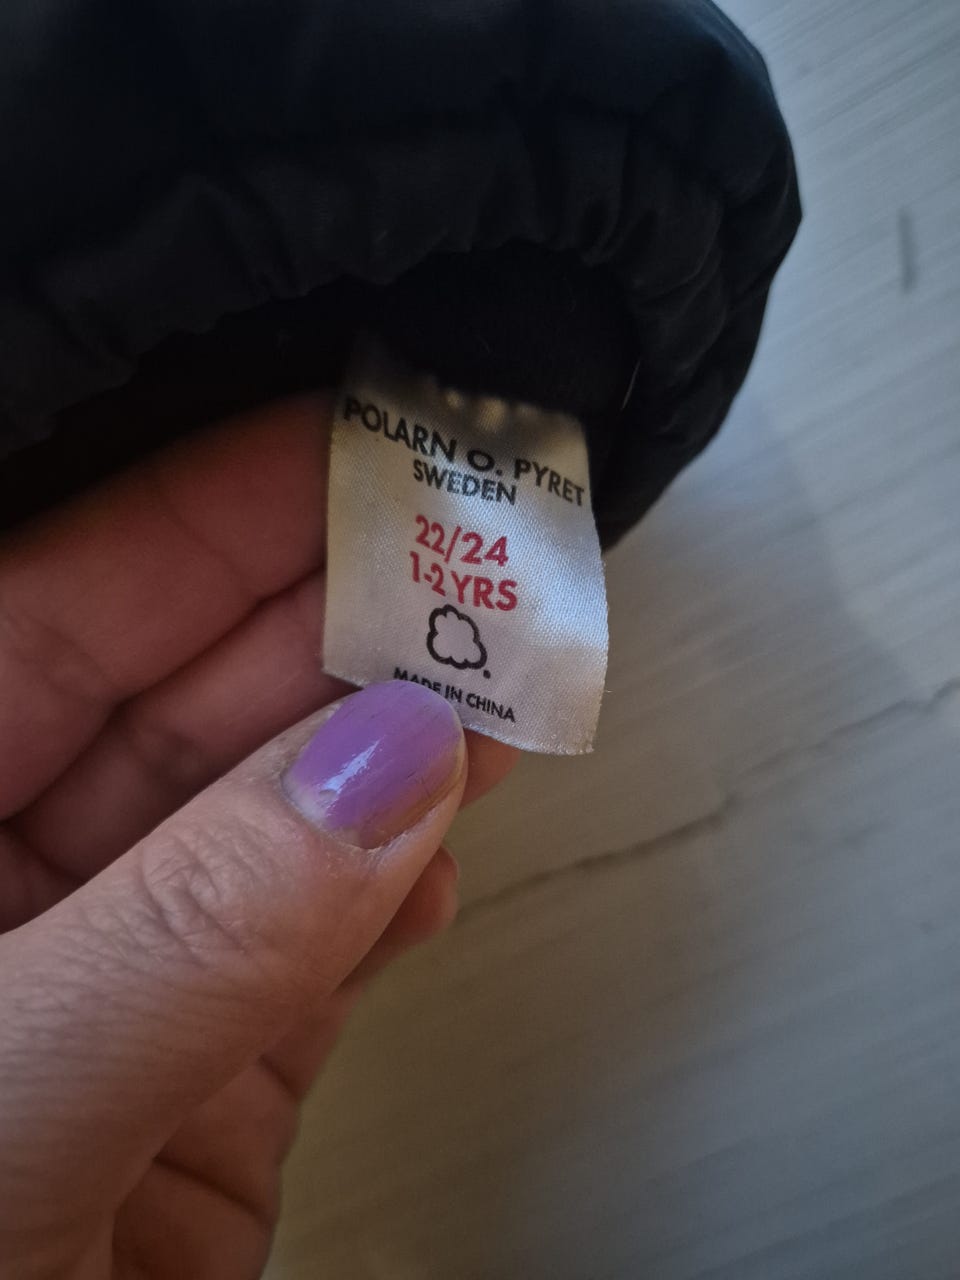 POLARN O. PYRET
SWEDEN
22/24
1-2 YRS
MADE IN CHINA